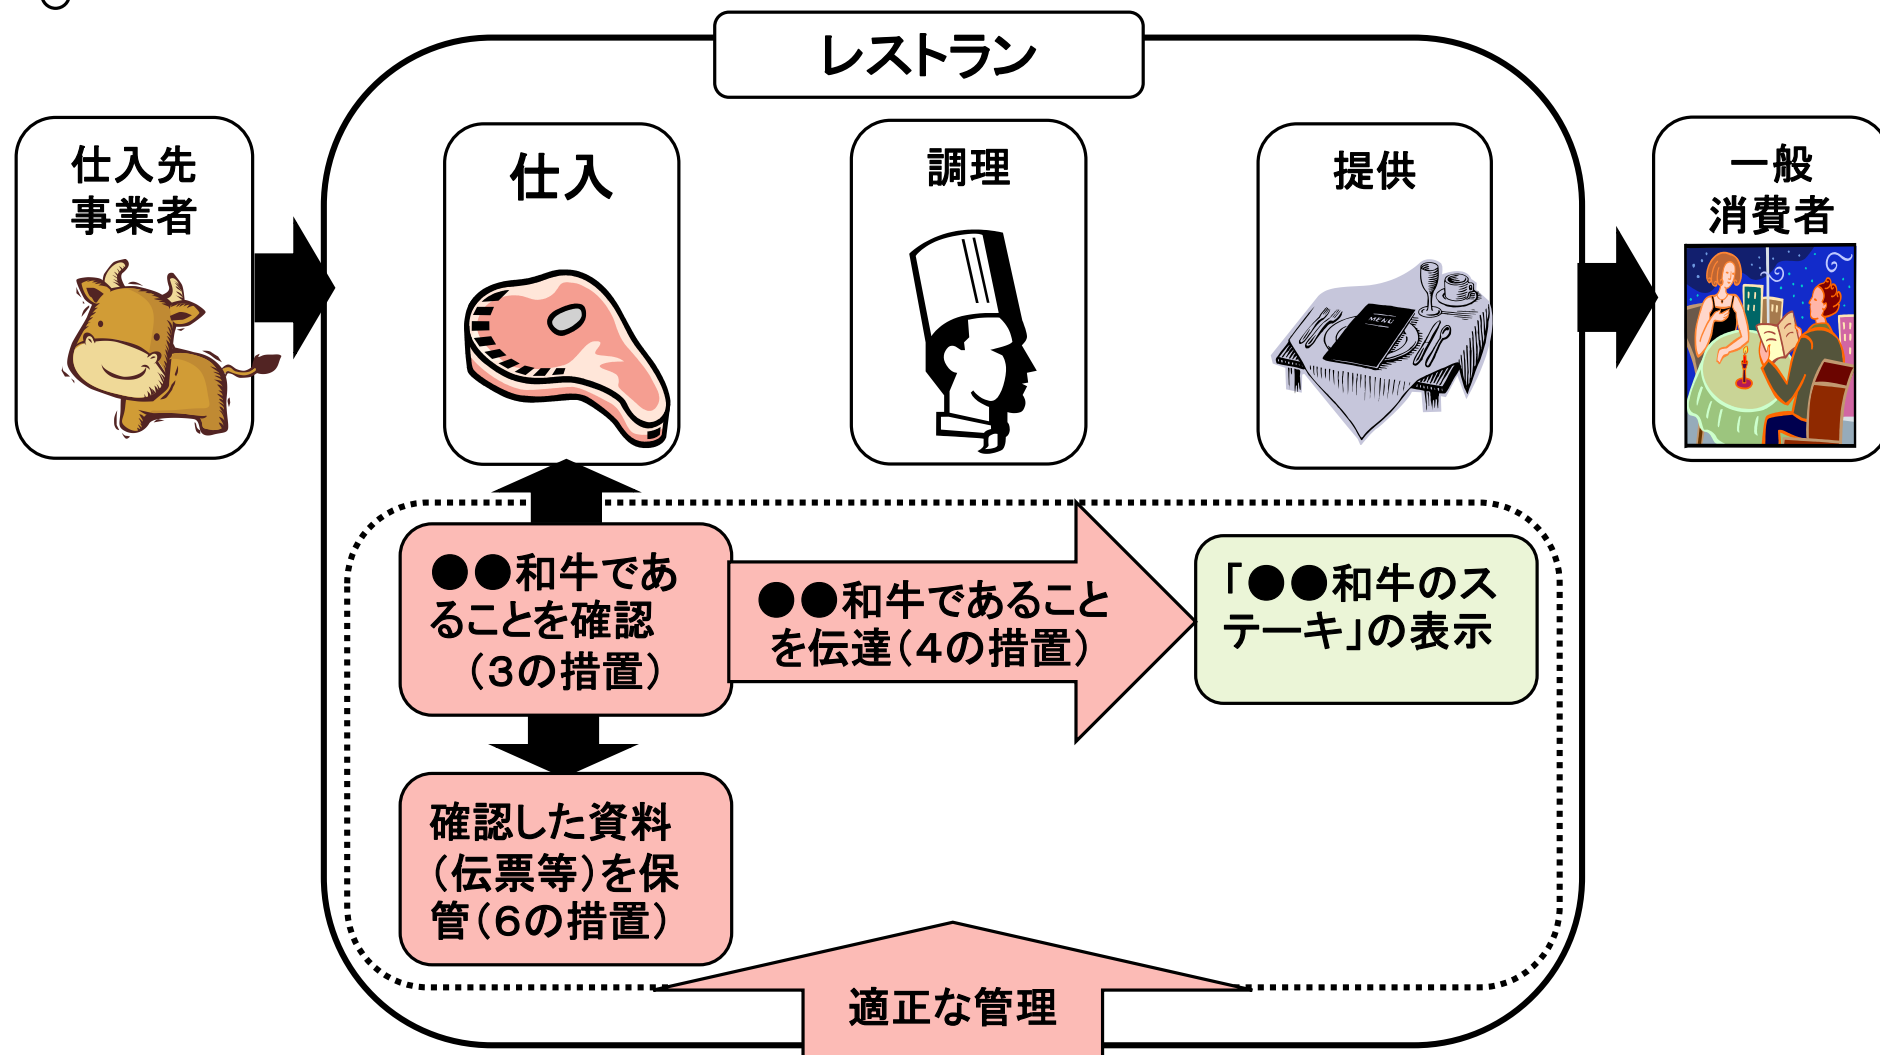 レストラン
仕入先
事業者
仕入
調理
提供
MENU
一般
消費者
●●和牛であ
ることを確認
（3の措置）
●●和牛であること
を伝達（4の措置）
「●●和牛のス
テーキ」の表示
確認した資料
（伝票等）を保
管（6の措置）
適正な管理